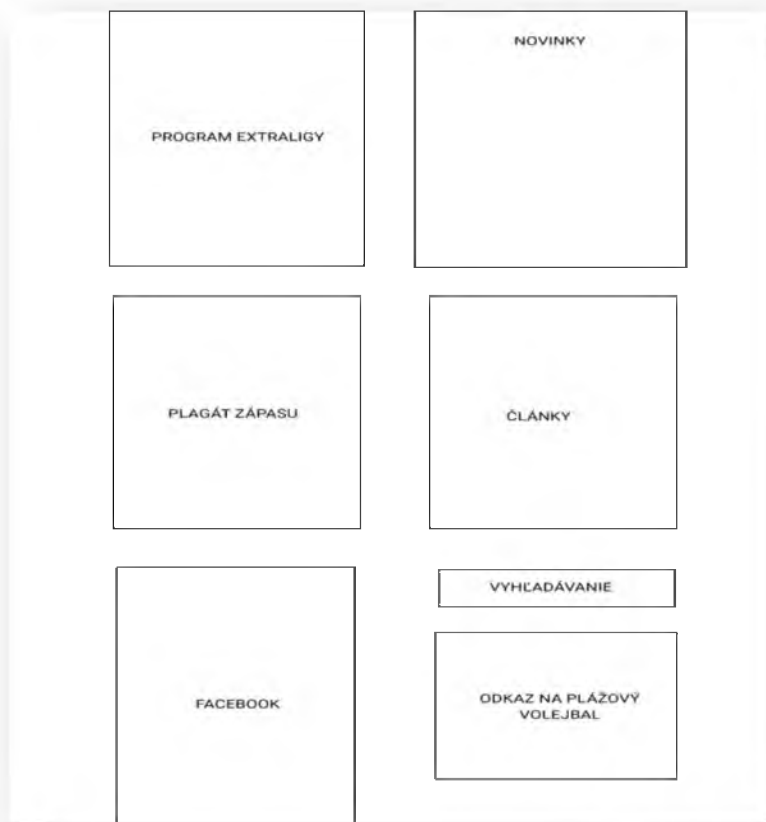 PROGRAM EXTRALIGY
NOVINKY
PLAGÁT ZÁPASU
ČLÁNKY
FACEBOOK
VYHĽADÁVANIE
ODKAZ NA PLÁŽOVÝ
VOLEJBAL